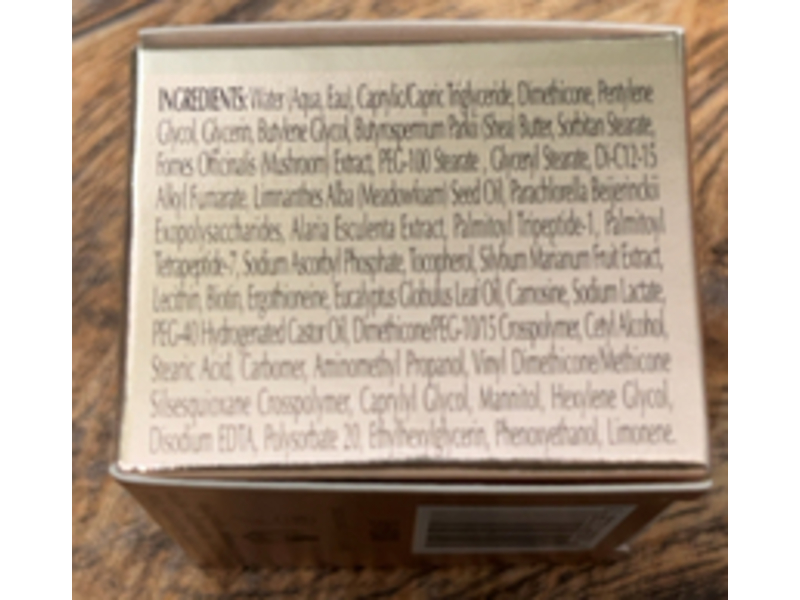 INGREDIENTS: Water (Aqua, Eau), Caprylic/Capric Triglyceride, Dimethicone, Pentylene
Glycol, Glycerin, Butylene Glycol, Butyrospermum Parkii (Shea) Butter, Sorbitan Stearate,
Fomes Officinalis (Mushroom) Extract, PEG-100 Stearate , Glyceryl Stearate, Di-C12-15
Alkyl Fumarate, Limnanthes Alba (Meadowfoam) Seed Oil, Parachlorella Beijerinckii
Exopolysaccharides, Alaria Esculenta Extract, Palmitoyl Tripeptide-1, Palmitoyl
Tetrapeptide-7, Sodium Ascorbyl Phosphate, Tocopherol, Silybum Marianum Fruit Extract,
Lecithin, Biotin, Ergothioneine, Eucalyptus Globulus Leaf Oil, Carnosine, Sodium Lactate,
PEG-40 Hydrogenated Castor Oil, Dimethicone/PEG-10/15 Crosspolymer, Cetyl Alcohol,
Stearic Acid, Carbomer, Aminomethyl Propanol, Vinyl Dimethicone/Methicone
Silsesquioxane Crosspolymer, Caprylyl Glycol, Mannitol, Hexylene Glycol,
Disodium EDTA, Polysorbate 20, Ethylhexylglycerin, Phenoxyethanol, Limonene.